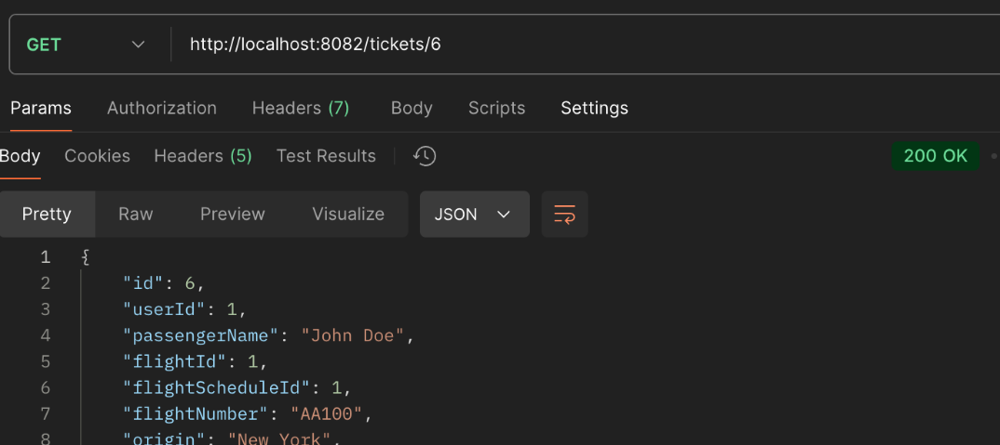 GET http://localhost:8082/tickets/6
Params Authorization Headers (7) Body Scripts Settings
Body Cookies Headers (5) Test Results 200 OK
Pretty Raw Preview Visualize JSON
1 {
2 "id": 6,
3 "userId": 1,
4 "passengerName": "John Doe",
5 "flightId": 1,
6 "flightScheduleId": 1,
7 "flightNumber": "AA100",
8 "origin": "New York",